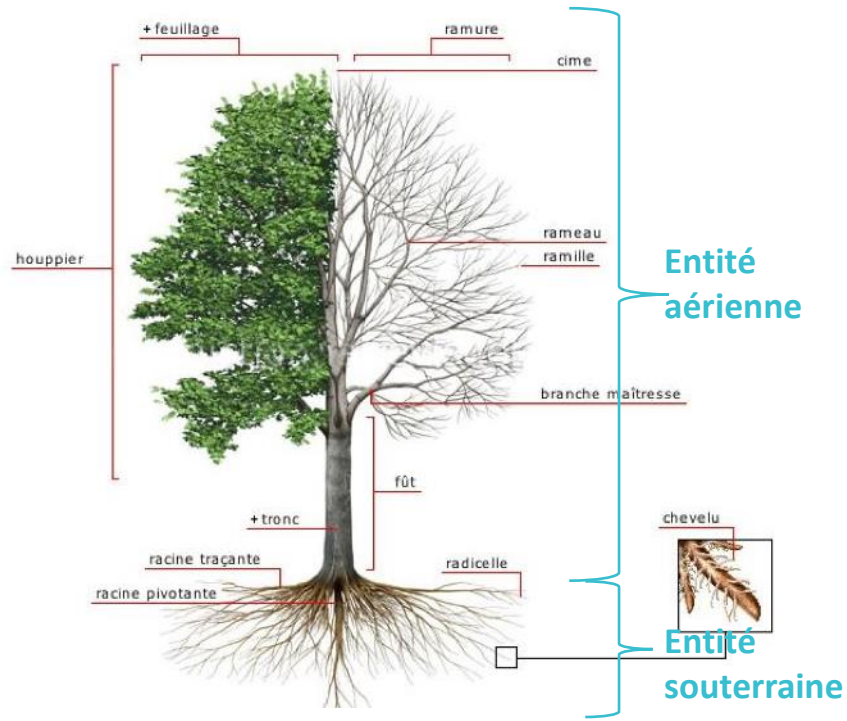 +feuillage
ramure
cime
houppier
rameau
ramille
Entité
aérienne
branche maîtresse
fût
+tronc
chevelu
racine traçante
radicelle
racine pivotante
Entité
souterraine